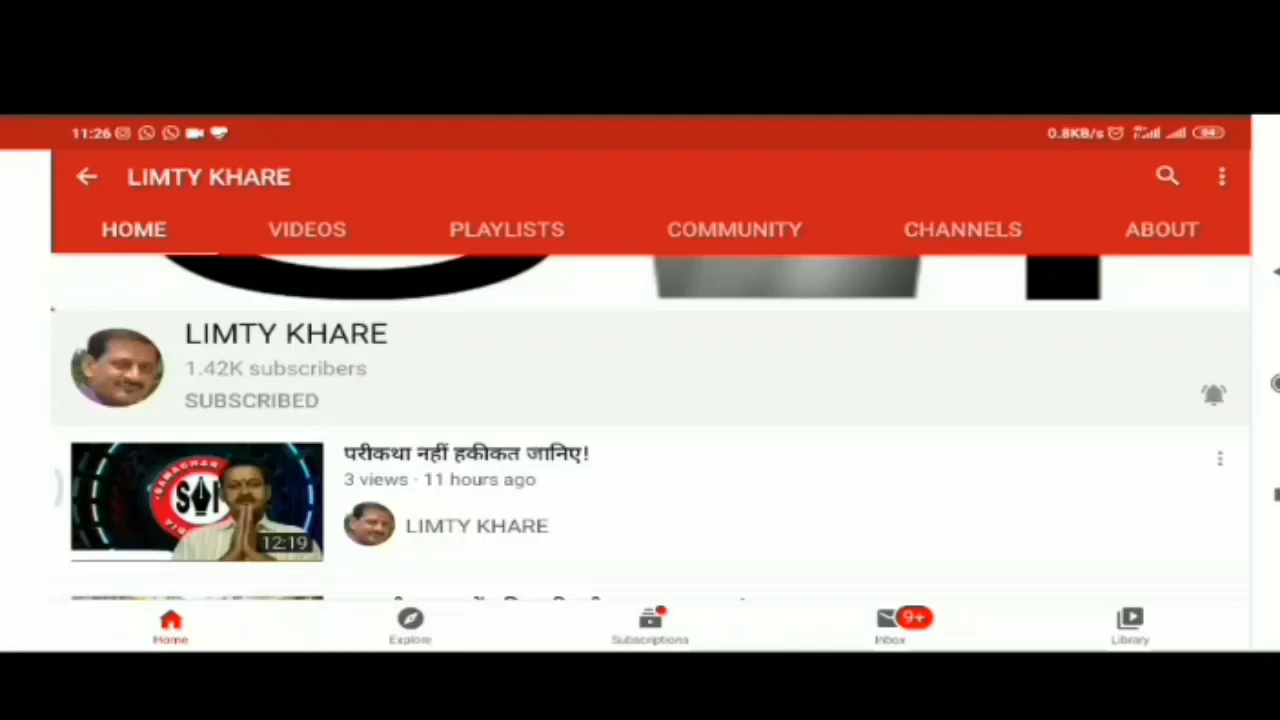 11:26
0.8KB/s
84
LIMTY KHARE
HOME
VIDEOS
PLAYLISTS
COMMUNITY
CHANNELS
ABOUT
LIMTY KHARE
1.42K subscribers
SUBSCRIBED
परीकथा नहीं हकीकत जानिए!
3 views · 11 hours ago
LIMTY KHARE
SAMACHAR
12:19
Home
Explore
Subscriptions
9+
Inbox
Library